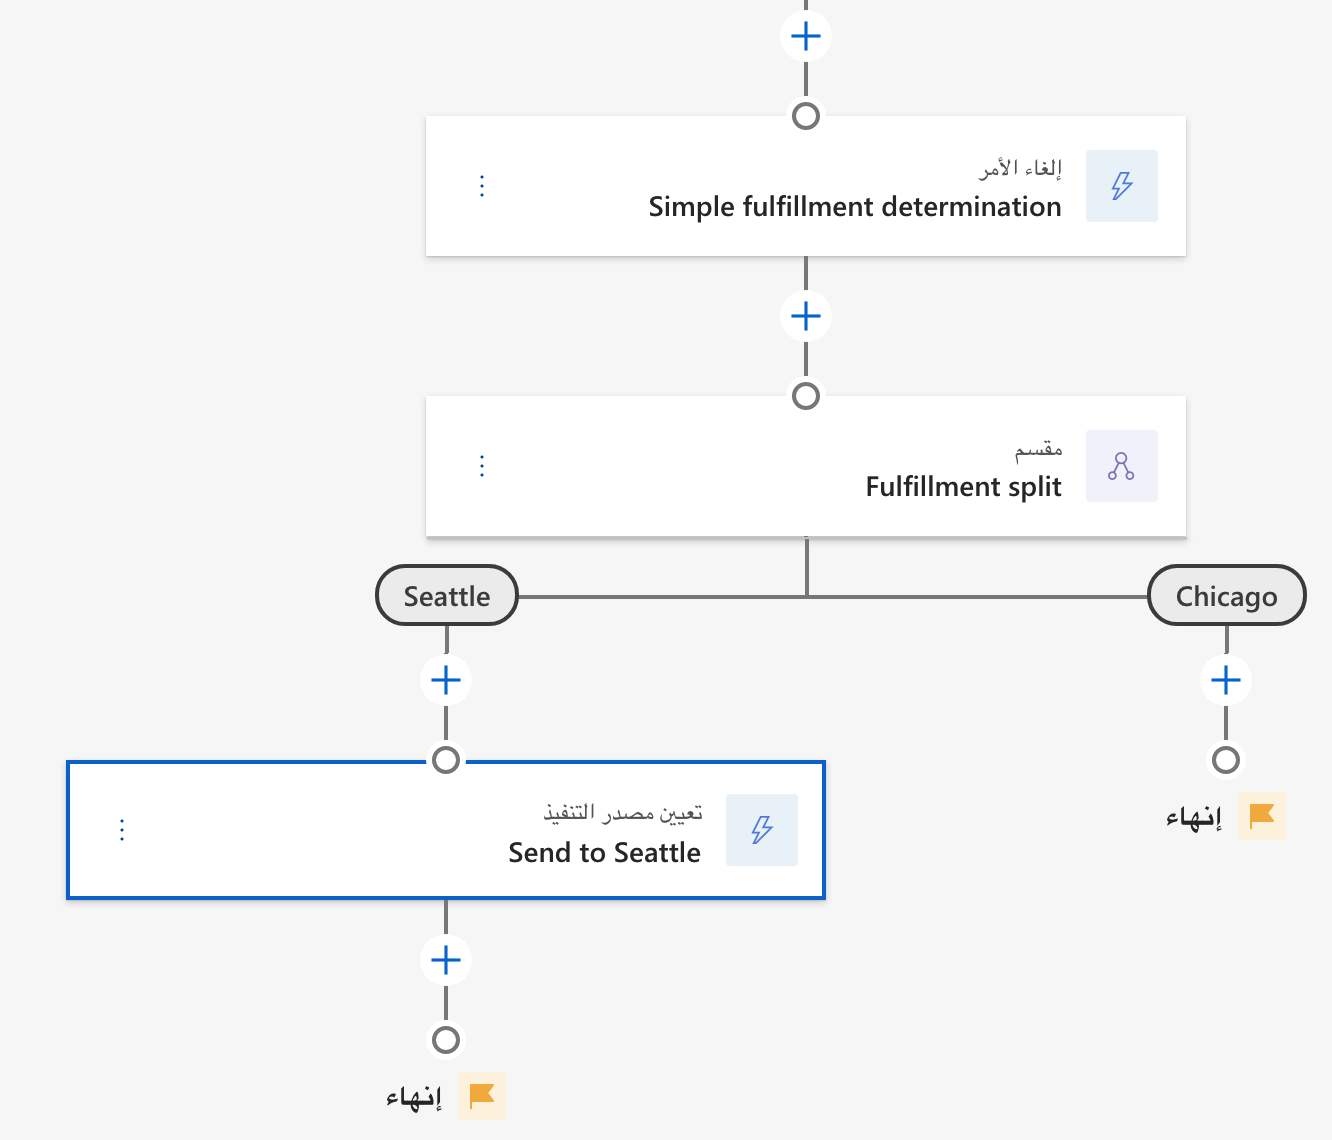 إلغاء الأمر
Simple fulfillment determination
مقسم
Fulfillment split
Seattle
Chicago
تعيين مصدر التنفيذ
Send to Seattle
إنهاء
إنهاء